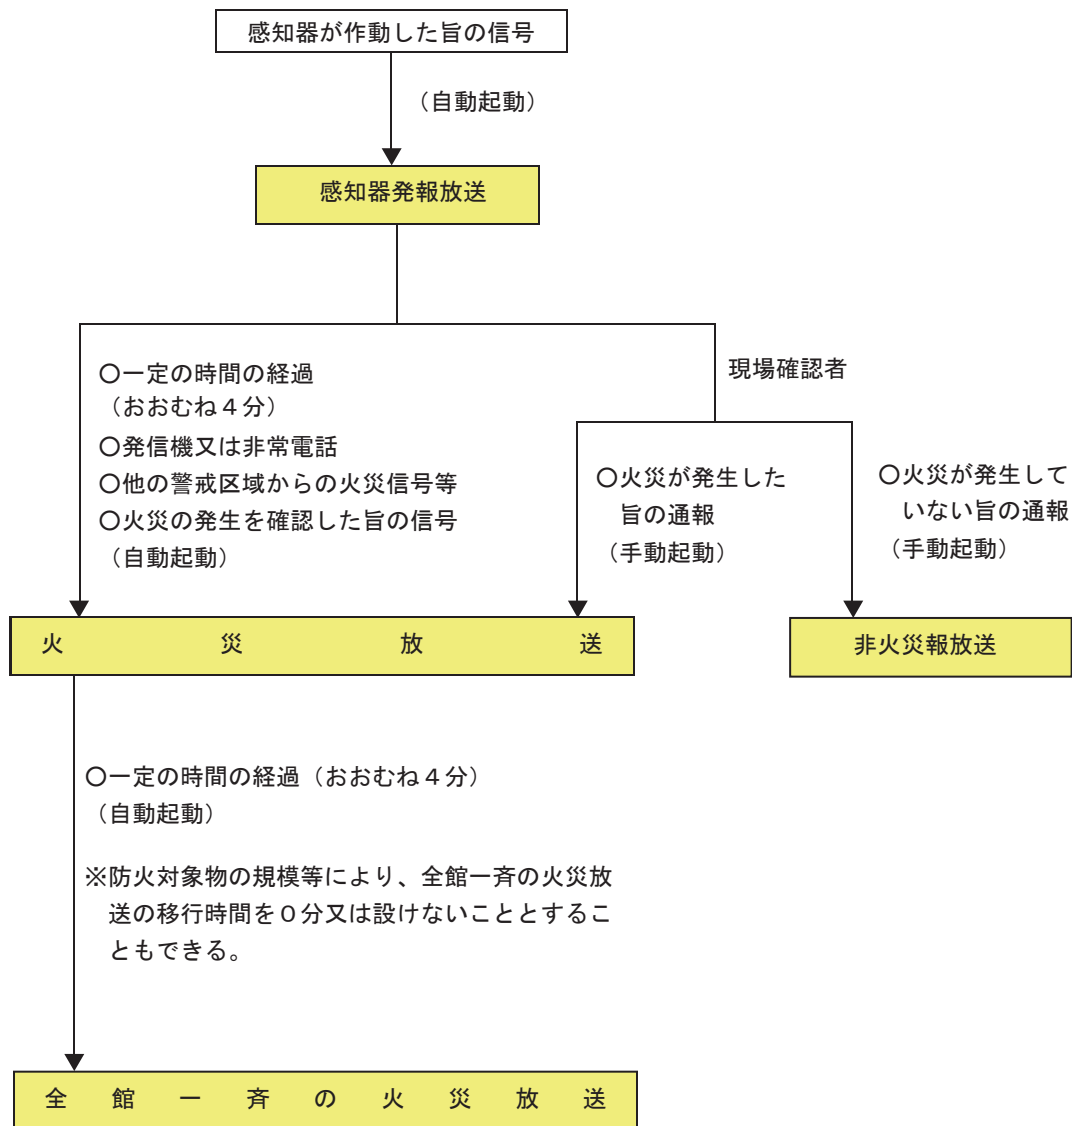 感知器が作動した旨の信号
（自動起動）
感知器発報放送
〇一定の時間の経過
（おおむね４分）
〇発信機又は非常電話
〇他の警戒区域からの火災信号等
〇火災の発生を確認した旨の信号
（自動起動）
現場確認者
〇火災が発生した
旨の通報
（手動起動）
〇火災が発生して
いない旨の通報
（手動起動）
火災放送
非火災報放送
〇一定の時間の経過（おおむね４分）
（自動起動）
※防火対象物の規模等により、全館一斉の火災放
送の移行時間を０分又は設けないこととするこ
ともできる。
全館一斉の火災放送